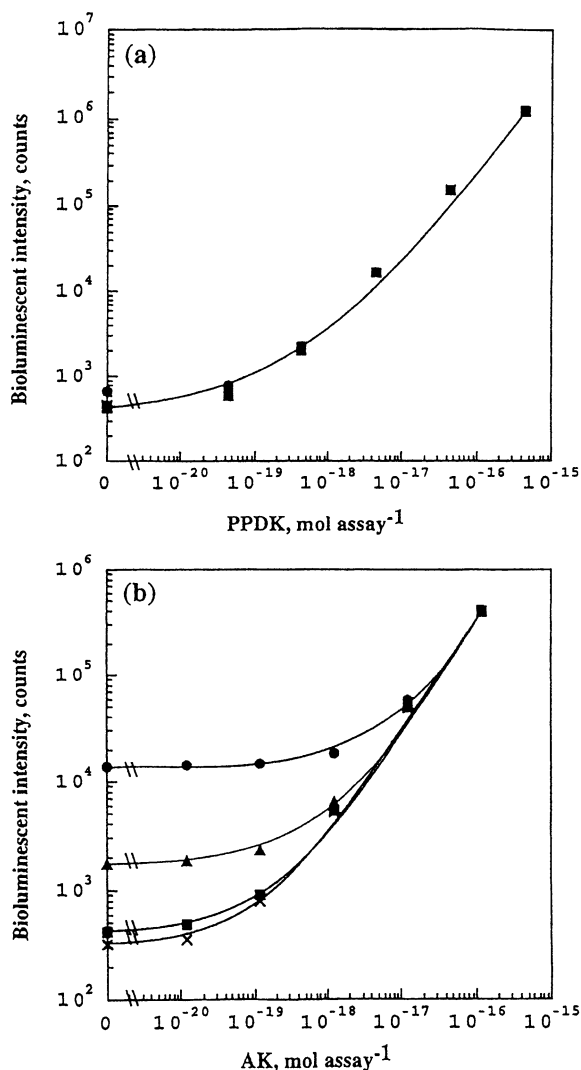 (a)
Bioluminescent intensity, counts
10⁷
10⁶
10⁵
10⁴
10³
10²
0 10⁻²⁰ 10⁻¹⁹ 10⁻¹⁸ 10⁻¹⁷ 10⁻¹⁶ 10⁻¹⁵
PPDK, mol assay⁻¹
(b)
Bioluminescent intensity, counts
10⁶
10⁵
10⁴
10³
10²
0 10⁻²⁰ 10⁻¹⁹ 10⁻¹⁸ 10⁻¹⁷ 10⁻¹⁶ 10⁻¹⁵
AK, mol assay⁻¹